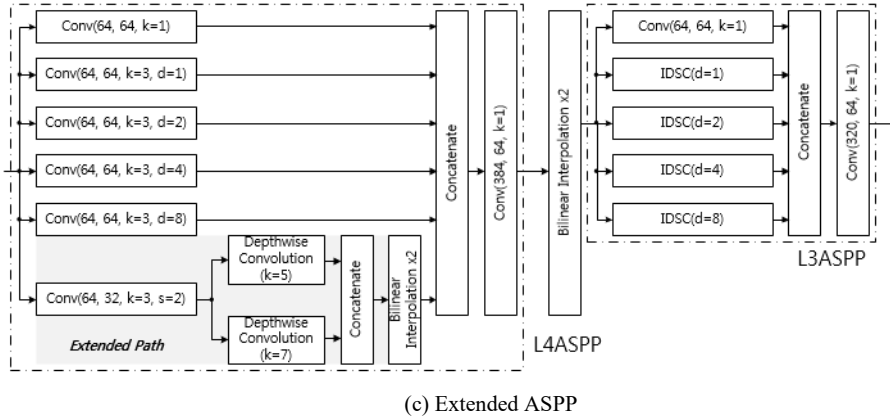 Conv(64, 64, k=1)
Conv(64, 64, k=3, d=1)
Conv(64, 64, k=3, d=2)
Conv(64, 64, k=3, d=4)
Conv(64, 64, k=3, d=8)
Conv(64, 32, k=3, s=2)
Extended Path
Depthwise
Convolution
(k=5)
Depthwise
Convolution
(k=7)
Concatenate
Bilinear
Interpolation x2
Concatenate
Conv(384, 64, k=1)
L4ASPP
Bilinear Interpolation x2
Conv(64, 64, k=1)
IDSC(d=1)
IDSC(d=2)
IDSC(d=4)
IDSC(d=8)
Concatenate
Conv(320, 64, k=1)
L3ASPP
(c) Extended ASPP